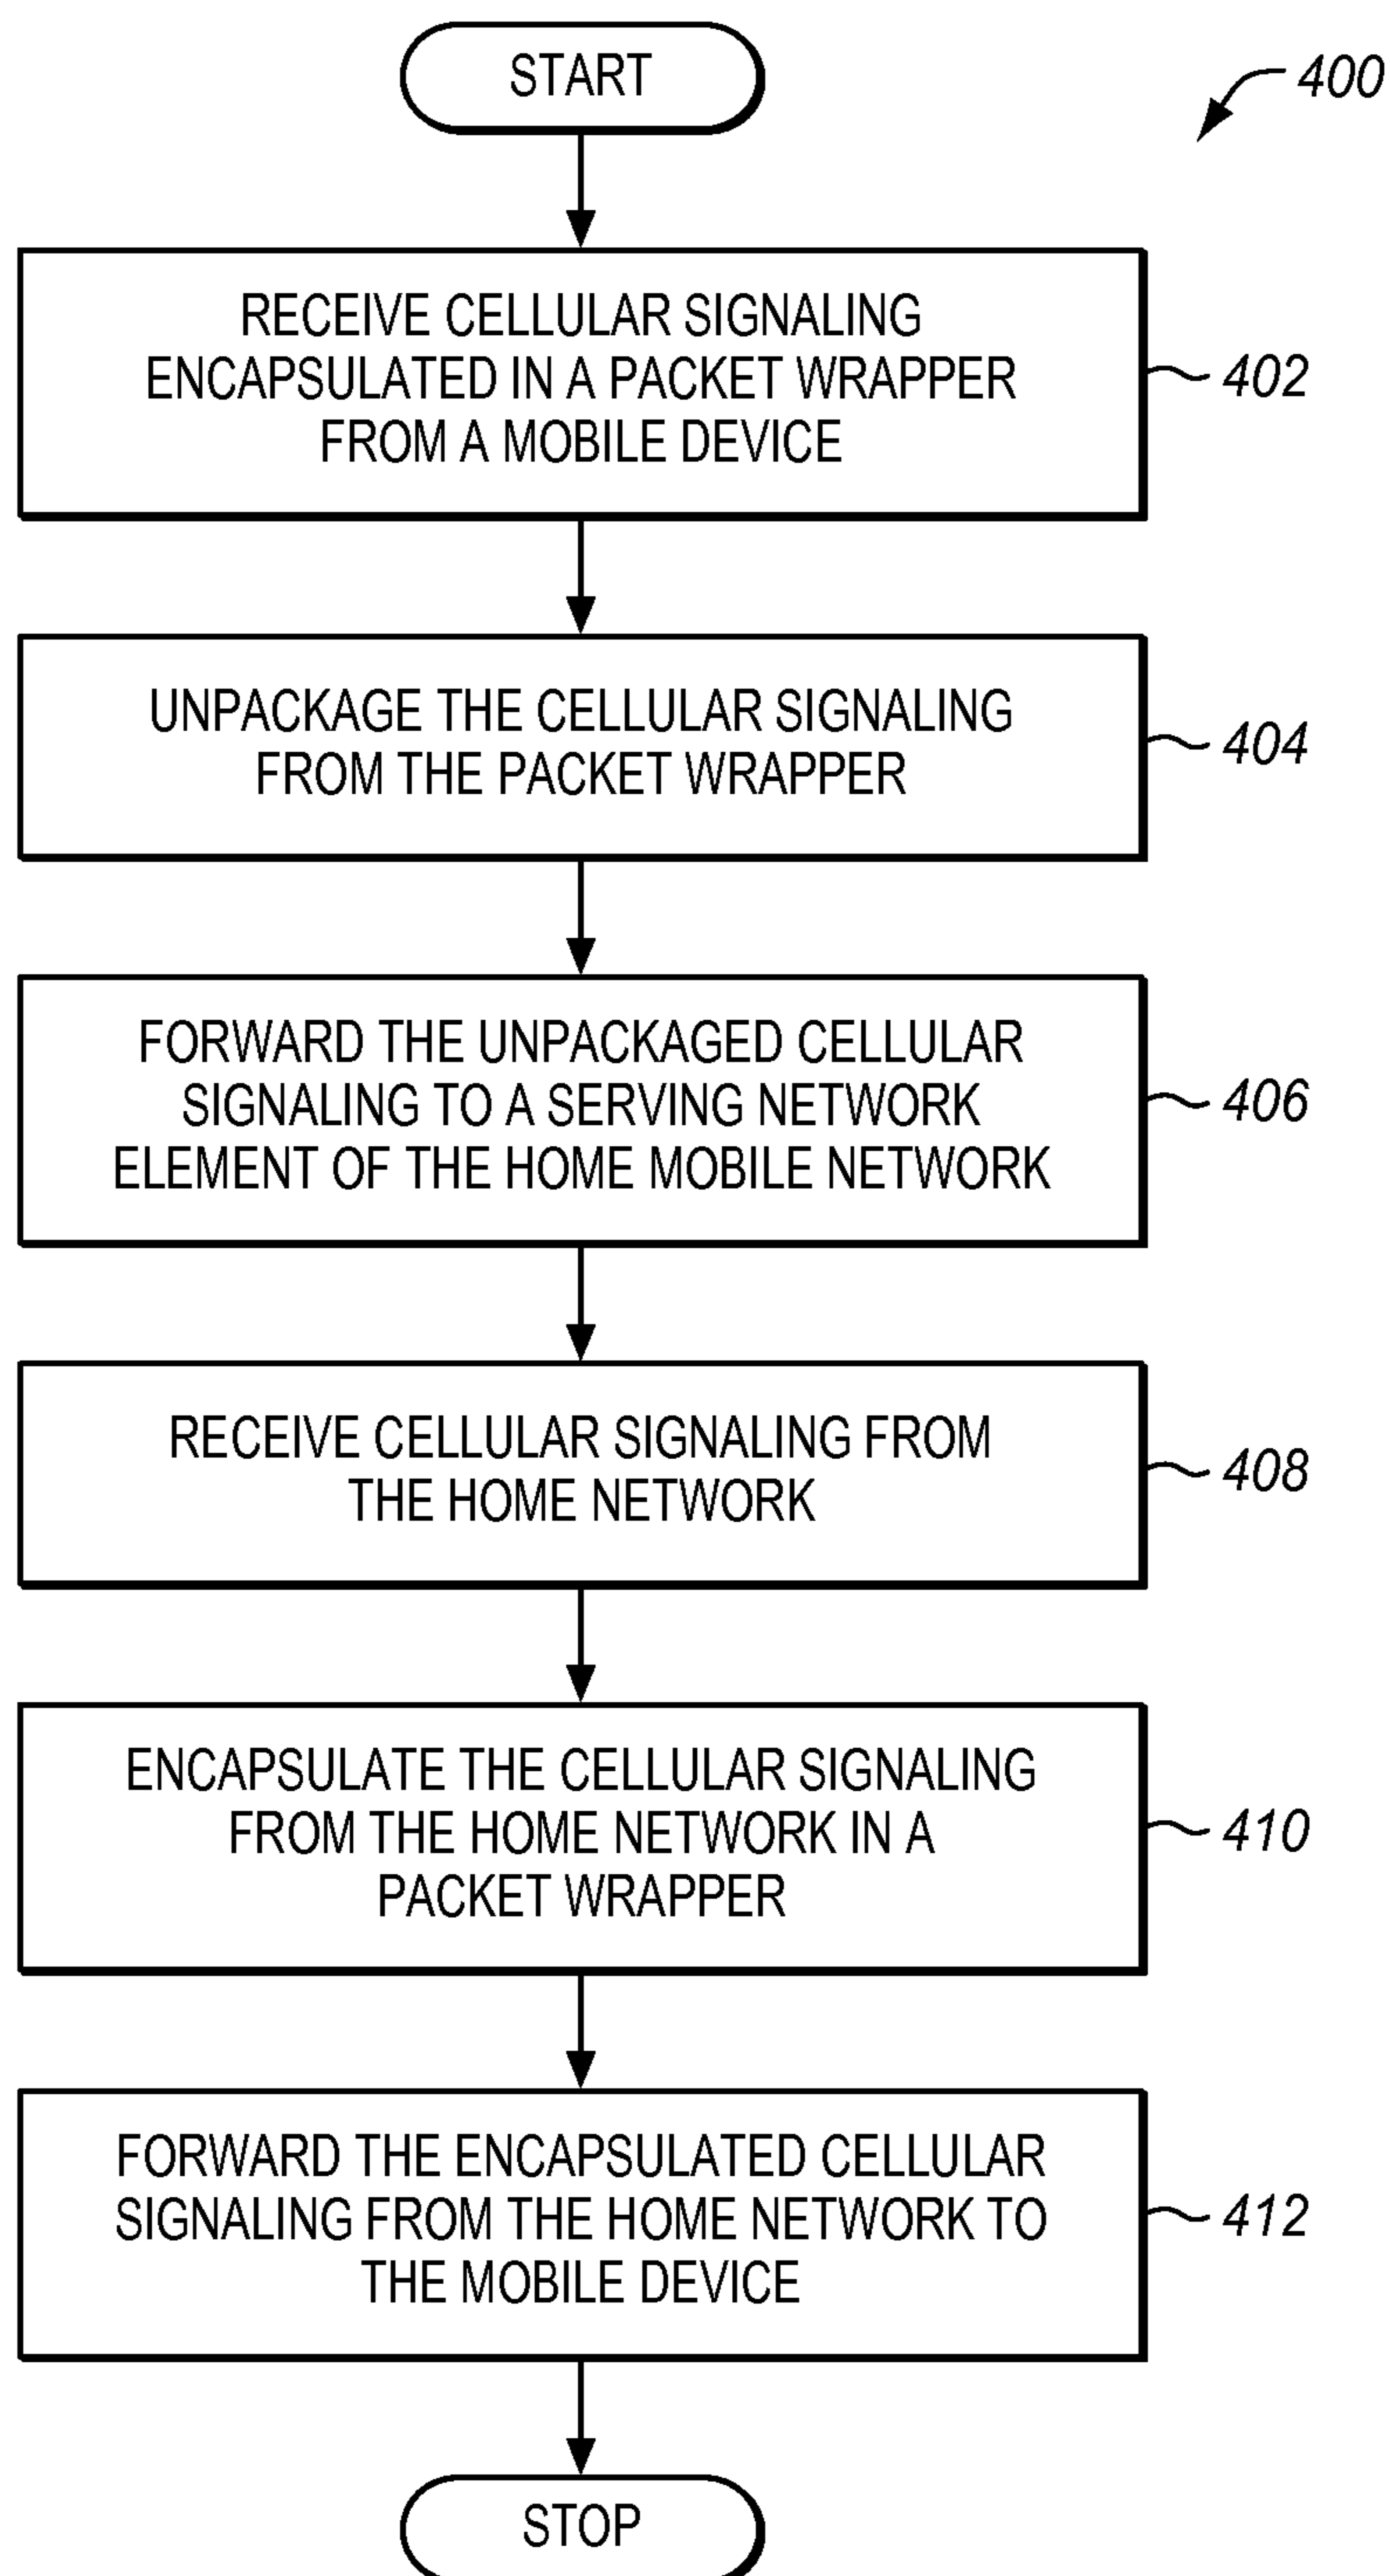 START
400
RECEIVE CELLULAR SIGNALING
ENCAPSULATED IN A PACKET WRAPPER
FROM A MOBILE DEVICE
402
UNPACKAGE THE CELLULAR SIGNALING
FROM THE PACKET WRAPPER
404
FORWARD THE UNPACKAGED CELLULAR
SIGNALING TO A SERVING NETWORK
ELEMENT OF THE HOME MOBILE NETWORK
406
RECEIVE CELLULAR SIGNALING FROM
THE HOME NETWORK
408
ENCAPSULATE THE CELLULAR SIGNALING
FROM THE HOME NETWORK IN A
PACKET WRAPPER
410
FORWARD THE ENCAPSULATED CELLULAR
SIGNALING FROM THE HOME NETWORK TO
THE MOBILE DEVICE
412
STOP